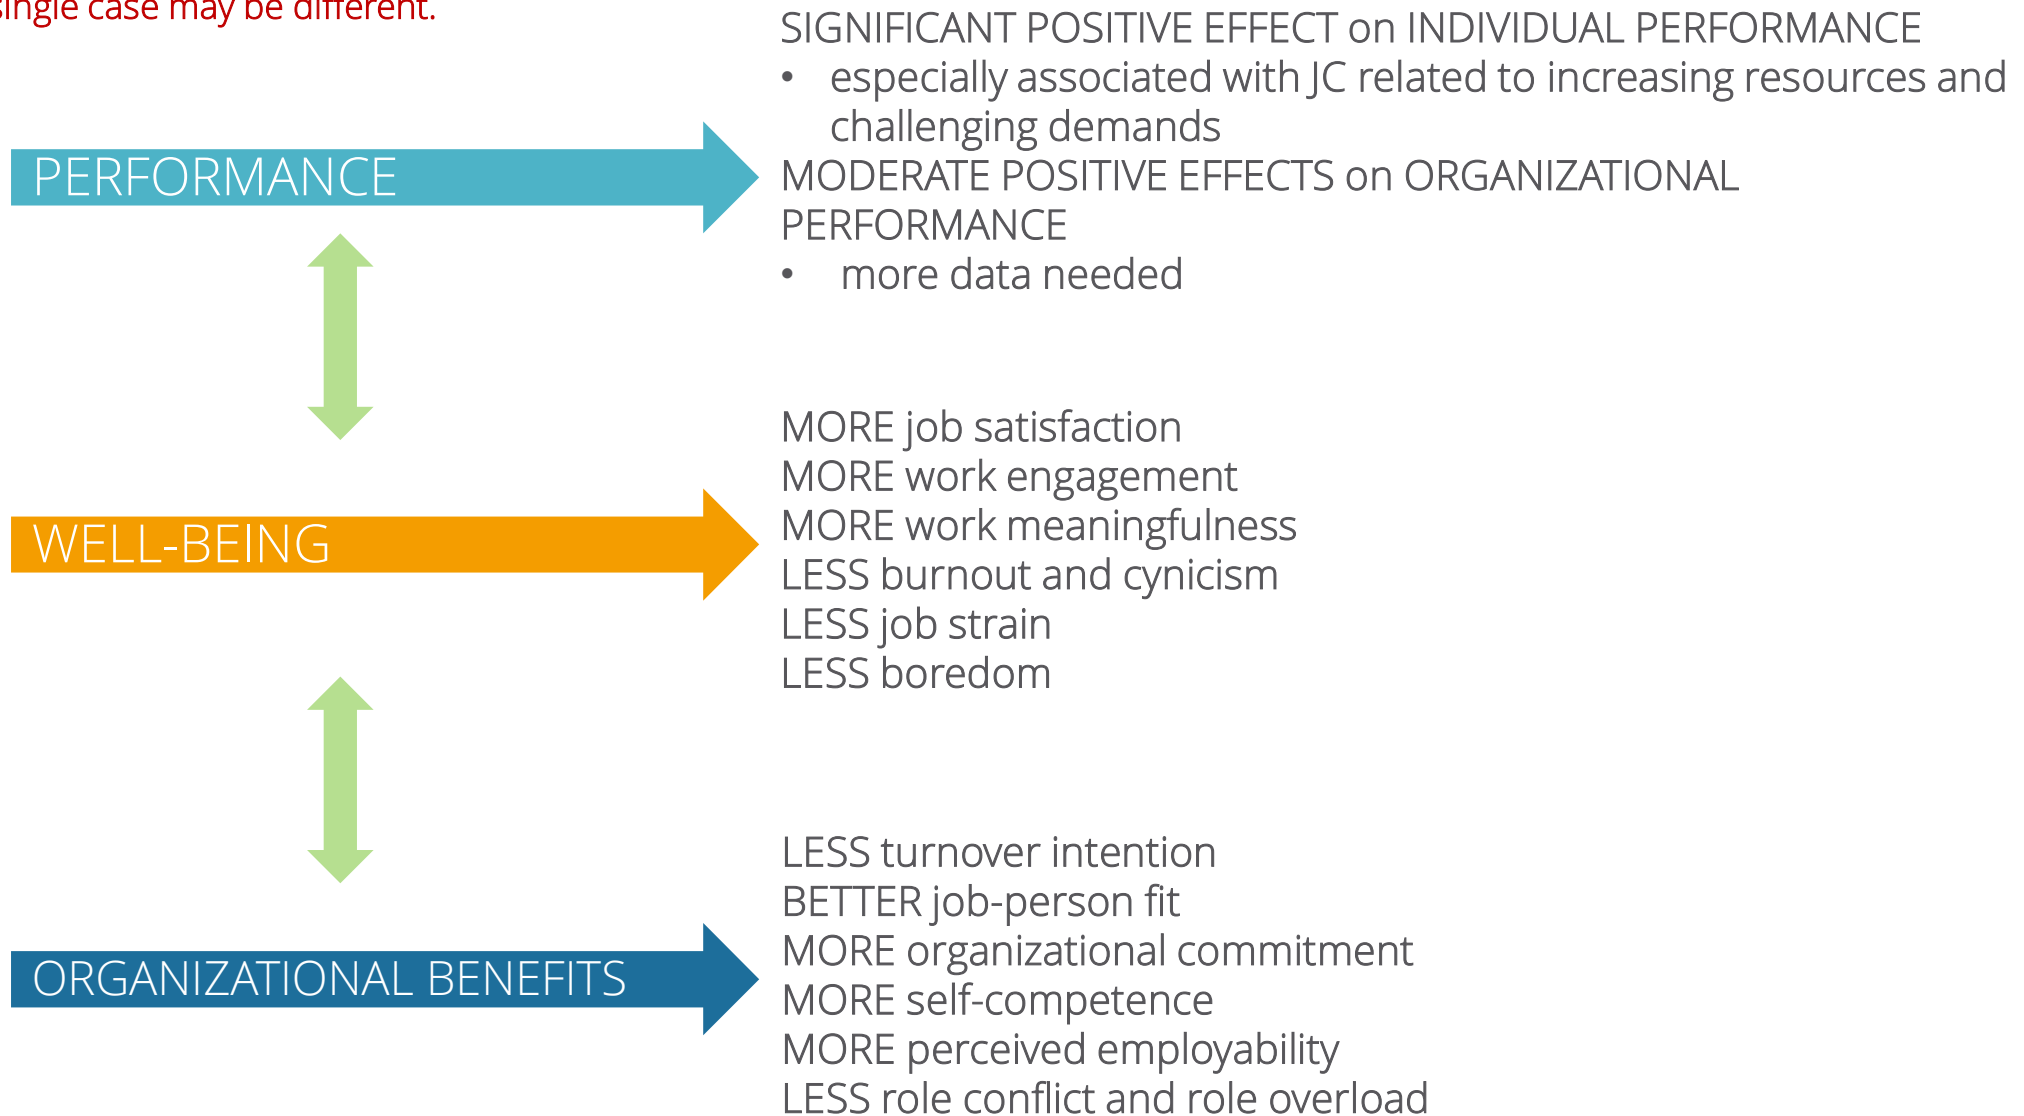 single case may be different.
SIGNIFICANT POSITIVE EFFECT on INDIVIDUAL PERFORMANCE
• especially associated with JC related to increasing resources and
challenging demands
PERFORMANCE
MODERATE POSITIVE EFFECTS on ORGANIZATIONAL
PERFORMANCE
• more data needed
MORE job satisfaction
MORE work engagement
MORE work meaningfulness
WELL-BEING
LESS burnout and cynicism
LESS job strain
LESS boredom
LESS turnover intention
BETTER job-person fit
MORE organizational commitment
ORGANIZATIONAL BENEFITS
MORE self-competence
MORE perceived employability
LESS role conflict and role overload